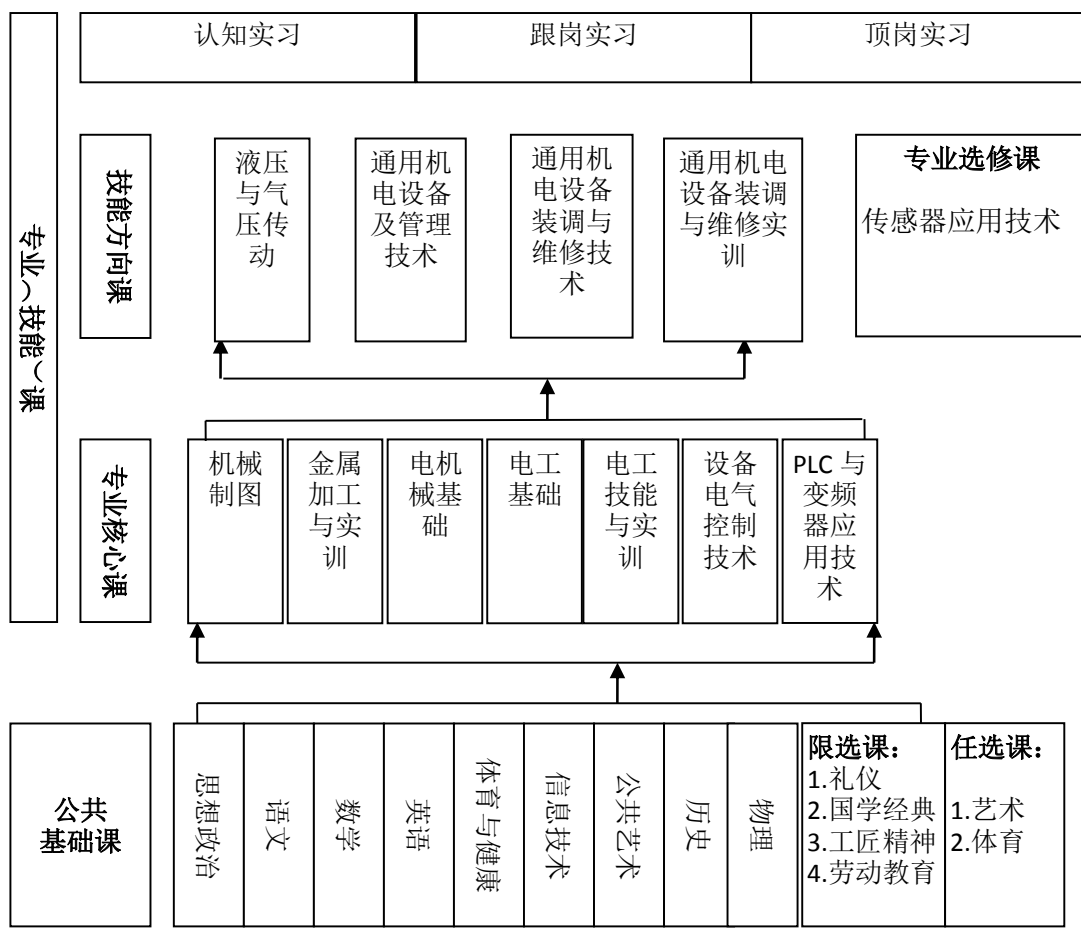 认知实习
跟岗实习
顶岗实习
专业（技能）课
技能方向课
液压
与气
压传
动
通用机
电设备
及管理
技术
通用机
电设备
装调与
维修技
术
通用机电
设备装调
与维修实
训
专业选修课
传感器应用技术
专业核心课
机械
制图
金属
加工
与实
训
电机
械基
础
电工
基础
电工
技能
与实
训
设备
电气
控制
技术
PLC 与
变频
器应
用技
术
公共
基础课
思想政治
语文
数学
英语
体育与健康
信息技术
公共艺术
历史
物理
限选课：
1.礼仪
2.国学经典
3.工匠精神
4.劳动教育
任选课：
1.艺术
2.体育